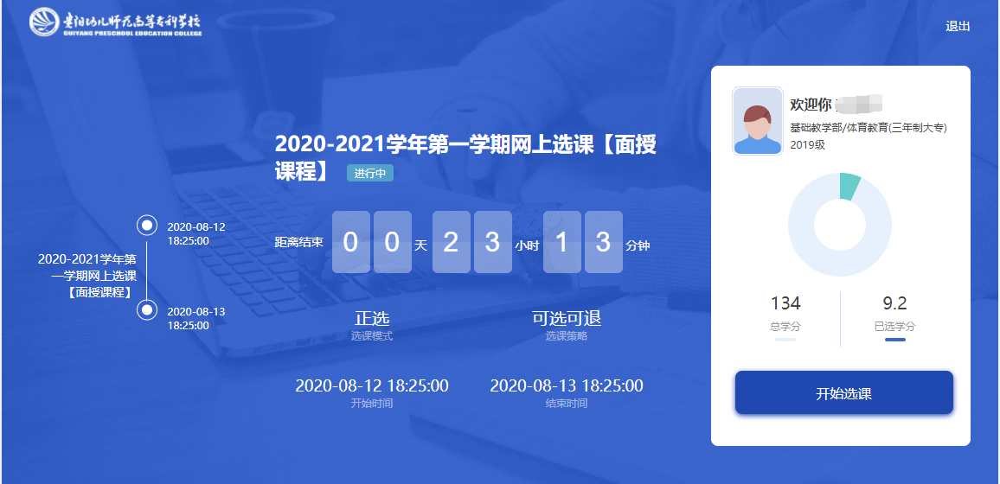 贵阳幼儿师范高等专科学校
GUIYANG PRESCHOOL EDUCATION COLLEGE
退出
2020-2021学年第一学期网上选课【面授
课程】 进行中
距离结束 0 0 天 2 3 小时 1 3 分钟
2020-08-12
18:25:00
2020-2021学年第
一学期网上选课
【面授课程】
2020-08-13
18:25:00
正选
选课模式
可选可退
选课策略
2020-08-12 18:25:00
开始时间
2020-08-13 18:25:00
结束时间
欢迎你
基础教学部/体育教育(三年制大专)
2019级
134
总学分
9.2
已选学分
开始选课